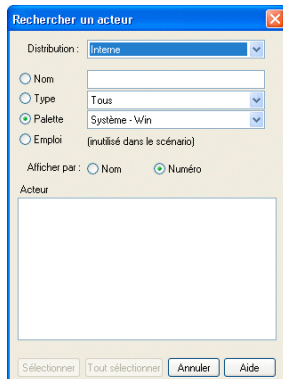 Rechercher un acteur
Distribution : Interne
Nom
Type Tous
Palette Système - Win
Emploi (inutilisé dans le scénario)
Afficher par : Nom Numéro
Acteur
Sélectionner Tout sélectionner Annuler Aide